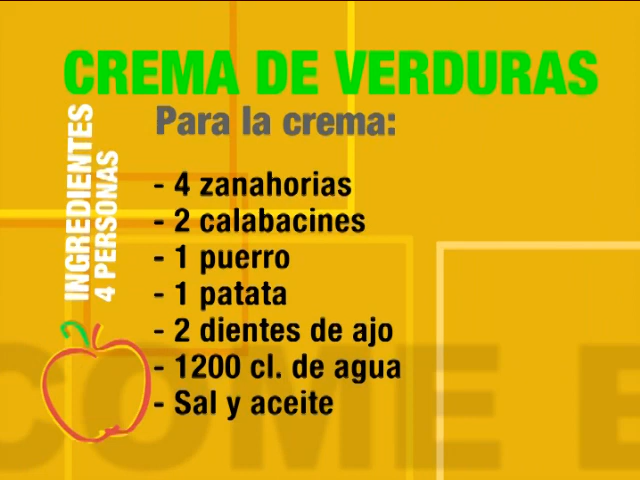 CREMA DE VERDURAS
INGREDIENTES
4 PERSONAS
Para la crema:
- 4 zanahorias
- 2 calabacines
- 1 puerro
- 1 patata
- 2 dientes de ajo
- 1200 cl. de agua
- Sal y aceite
COME B